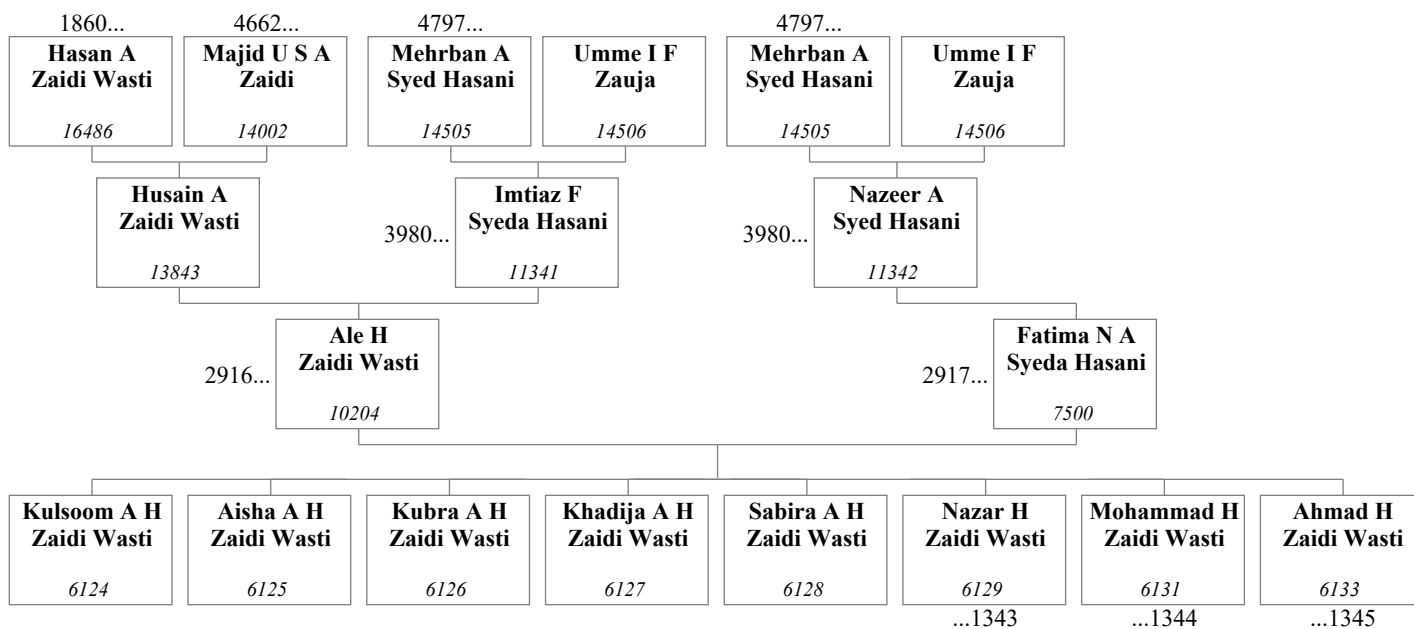 1860...
4662...
4797...
4797...
Hasan A
Zaidi Wasti
16486
Majid U S A
Zaidi
14002
Mehrban A
Syed Hasani
14505
Umme I F
Zauja
14506
Mehrban A
Syed Hasani
14505
Umme I F
Zauja
14506
Husain A
Zaidi Wasti
13843
3980...
Imtiaz F
Syeda Hasani
11341
3980...
Nazeer A
Syed Hasani
11342
2916...
Ale H
Zaidi Wasti
10204
2917...
Fatima N A
Syeda Hasani
7500
Kulsoom A H
Zaidi Wasti
6124
Aisha A H
Zaidi Wasti
6125
Kubra A H
Zaidi Wasti
6126
Khadija A H
Zaidi Wasti
6127
Sabira A H
Zaidi Wasti
6128
Nazar H
Zaidi Wasti
6129
...1343
Mohammad H
Zaidi Wasti
6131
...1344
Ahmad H
Zaidi Wasti
6133
...1345